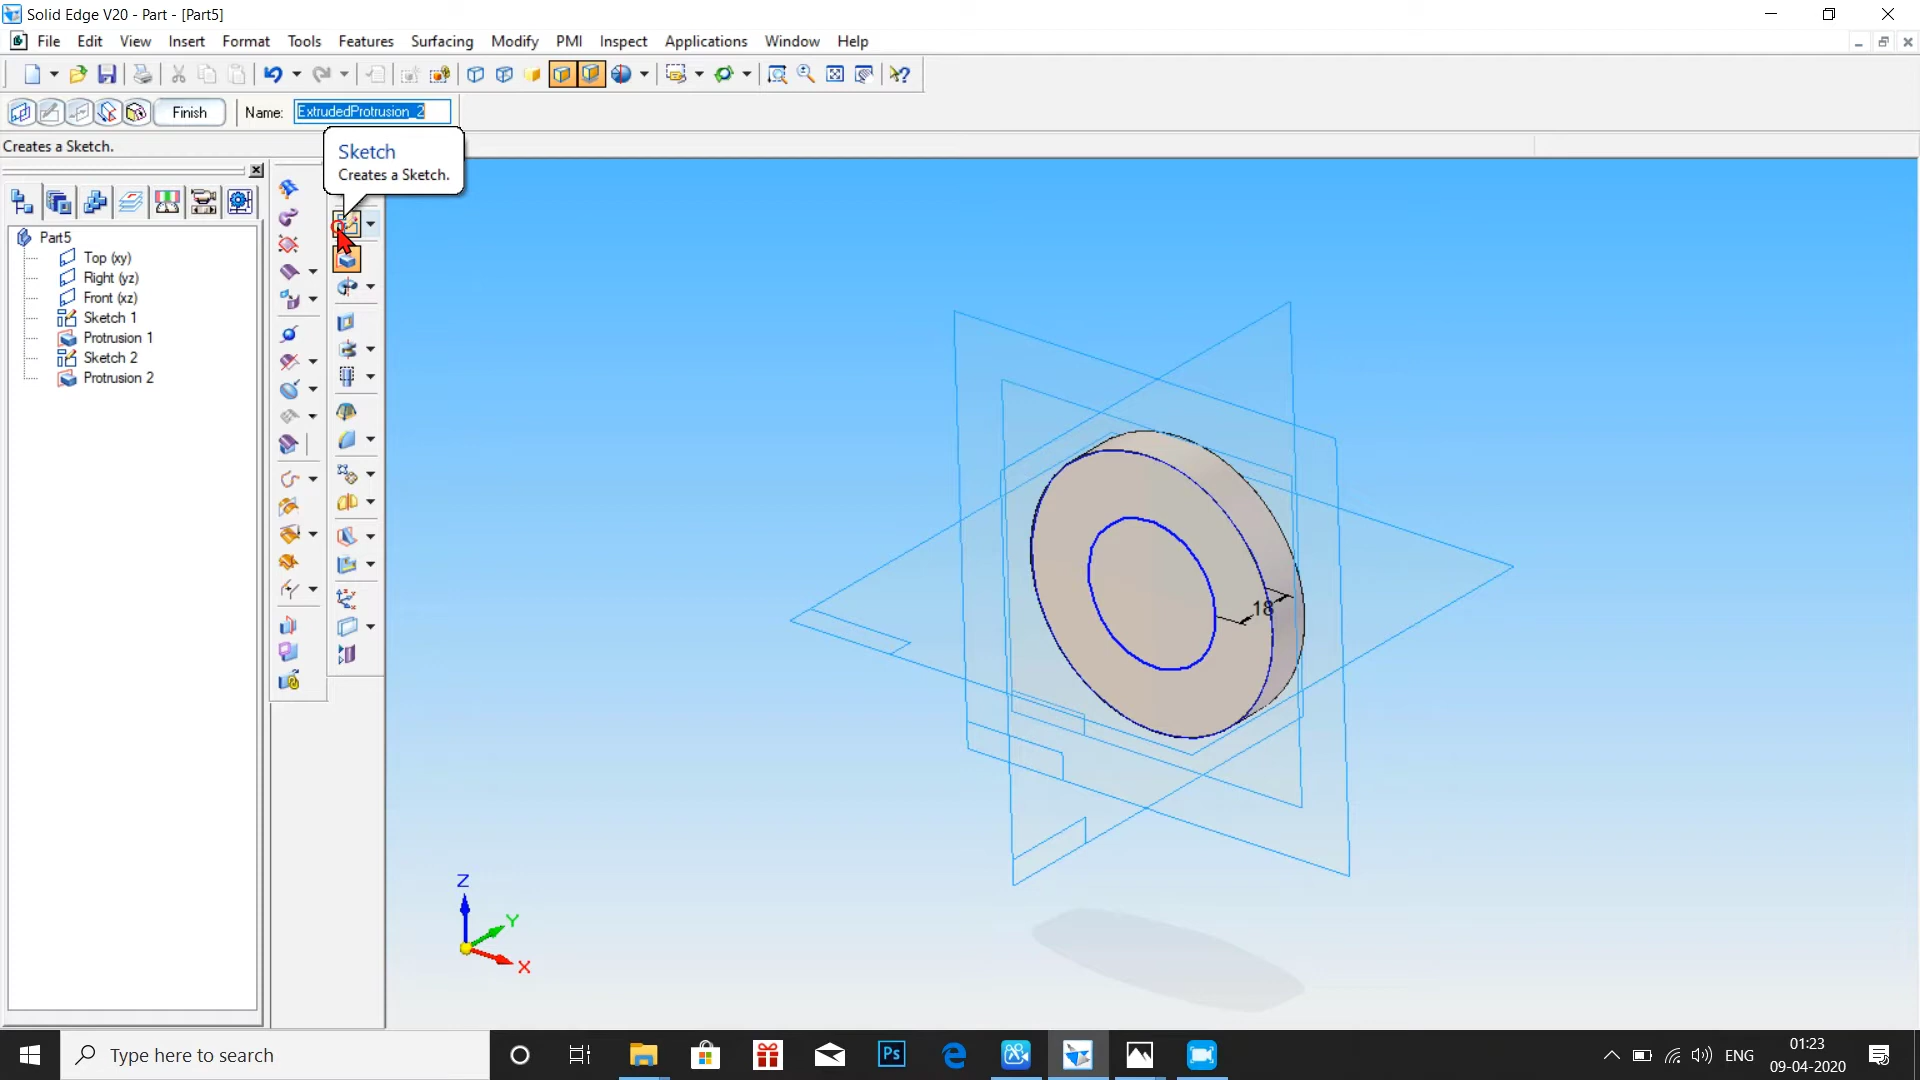 Solid Edge V20 - Part - [Part5]
File Edit View Insert Format Tools Features Surfacing Modify PMI Inspect Applications Window Help
Finish Name: ExtrudedProtrusion_2
Creates a Sketch.
Sketch
Creates a Sketch.
Part5
Top (xy)
Right (yz)
Front (xz)
Sketch 1
Protrusion 1
Sketch 2
Protrusion 2
18
Z
Y
X
Type here to search
Ps
ENG
01:23
09-04-2020